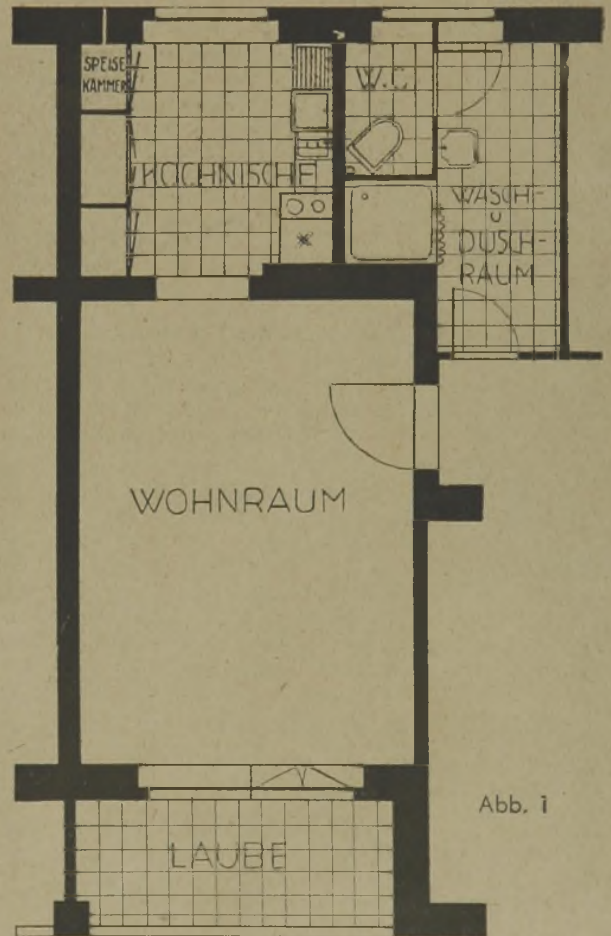 SPEISE
KAMMER
W.C
KOCHNISCHE
WASCH-
U
DUSCH-
RAUM
WOHNRAUM
Abb. 1
LAUBE